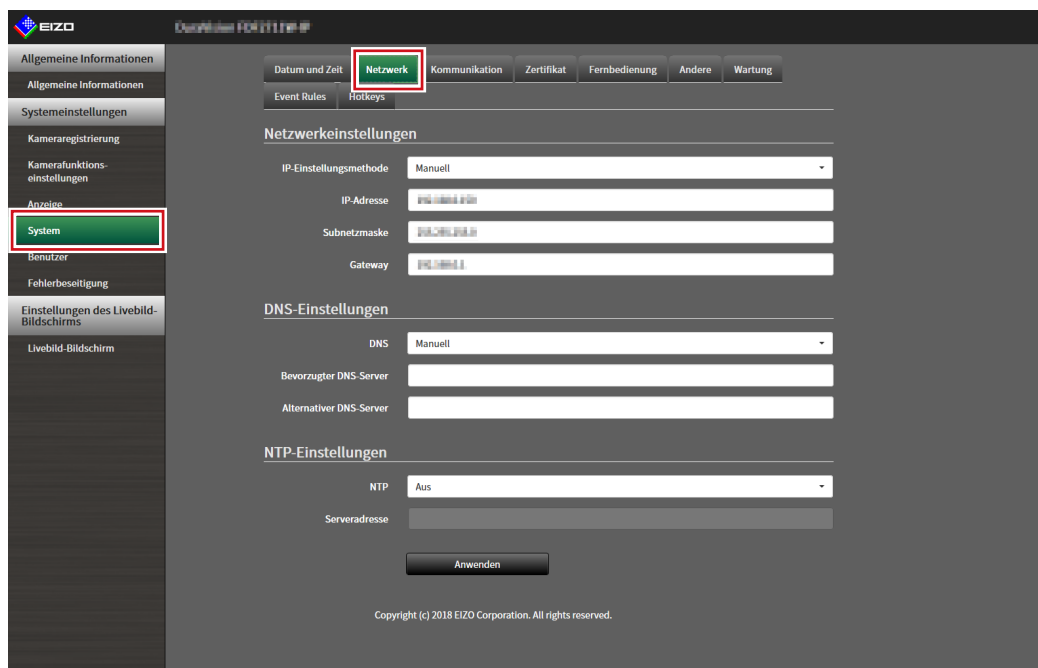 EIZO
Allgemeine Informationen
Allgemeine Informationen
Systemeinstellungen
Kameraregistrierung
Kamerafunktions-
einstellungen
Anzeige
System
Benutzer
Fehlerbeseitigung
Einstellungen des Livebild-
Bildschirms
Livebild-Bildschirm
Datum und Zeit Netzwerk Kommunikation Zertifikat Fernbedienung Andere Wartung
Event Rules Hotkeys
Netzwerkeinstellungen
IP-Einstellungsmethode Manuell
IP-Adresse
Subnetzmaske
Gateway
DNS-Einstellungen
DNS Manuell
Bevorzugter DNS-Server
Alternativer DNS-Server
NTP-Einstellungen
NTP Aus
Serveradresse
Anwenden
Copyright (c) 2018 EIZO Corporation. All rights reserved.